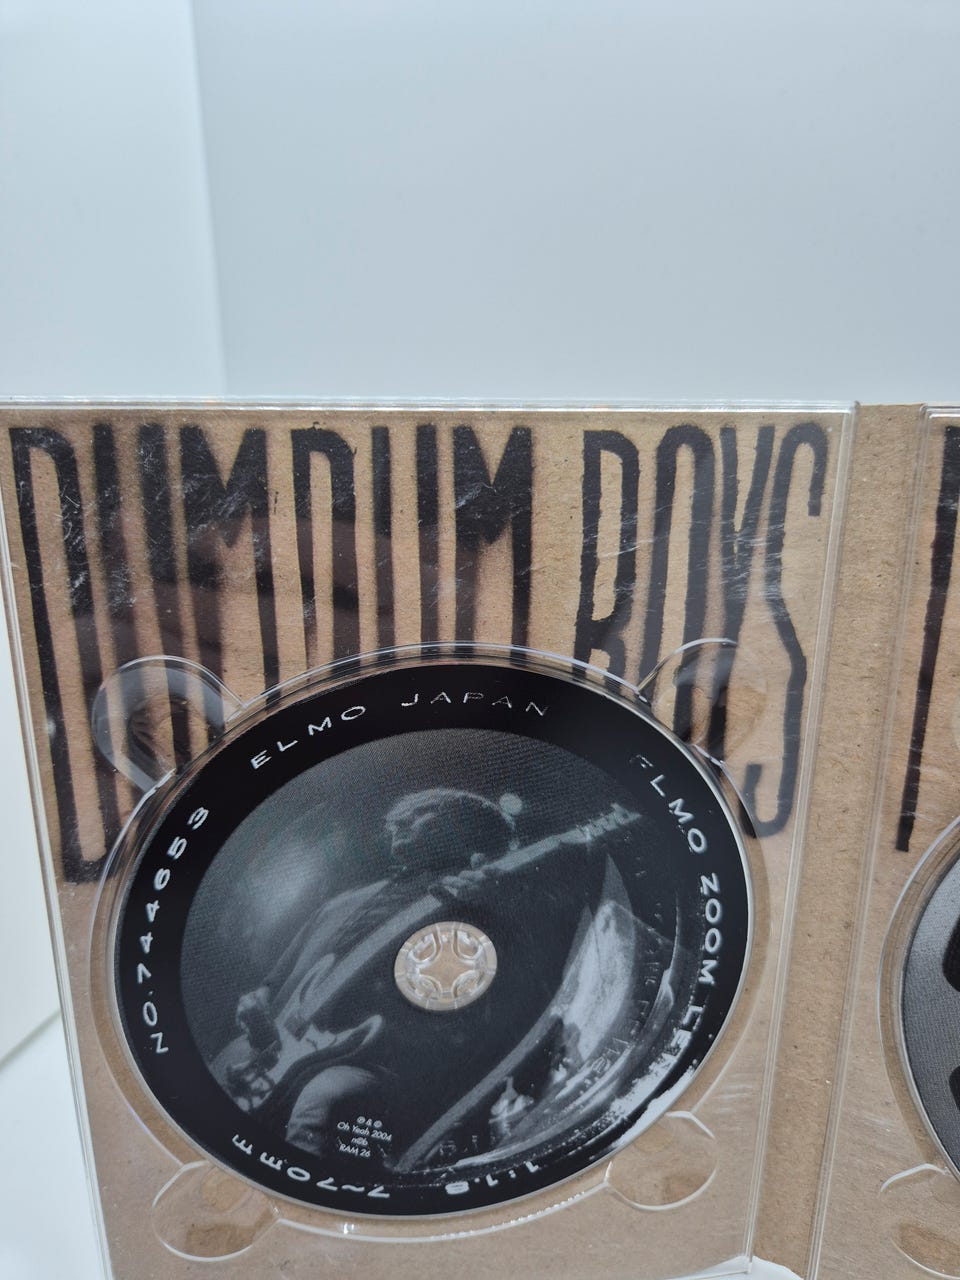 DUMDUM BOYS
ELMO JAPAN
ELMO ZOOM
NO.744653
7~70mm
1:1.8
℗ & ©
Oh Yeah 2004
n©b
RAM 26